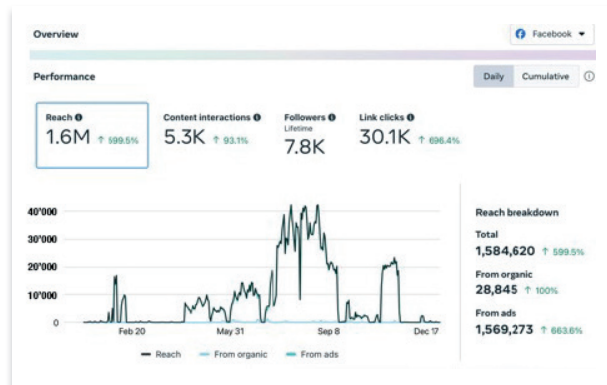 Overview
Facebook
Performance
Daily Cumulative
Reach
1.6M ↑ 599.5%
Content interactions
5.3K ↑ 93.1%
Followers
Lifetime
7.8K
Link clicks
30.1K ↑ 696.4%
40'000
30'000
20'000
10'000
0
Feb 20 May 31 Sep 8 Dec 17
Reach From organic From ads
Reach breakdown
Total
1,584,620 ↑ 599.5%
From organic
28,845 ↑ 100%
From ads
1,569,273 ↑ 663.6%